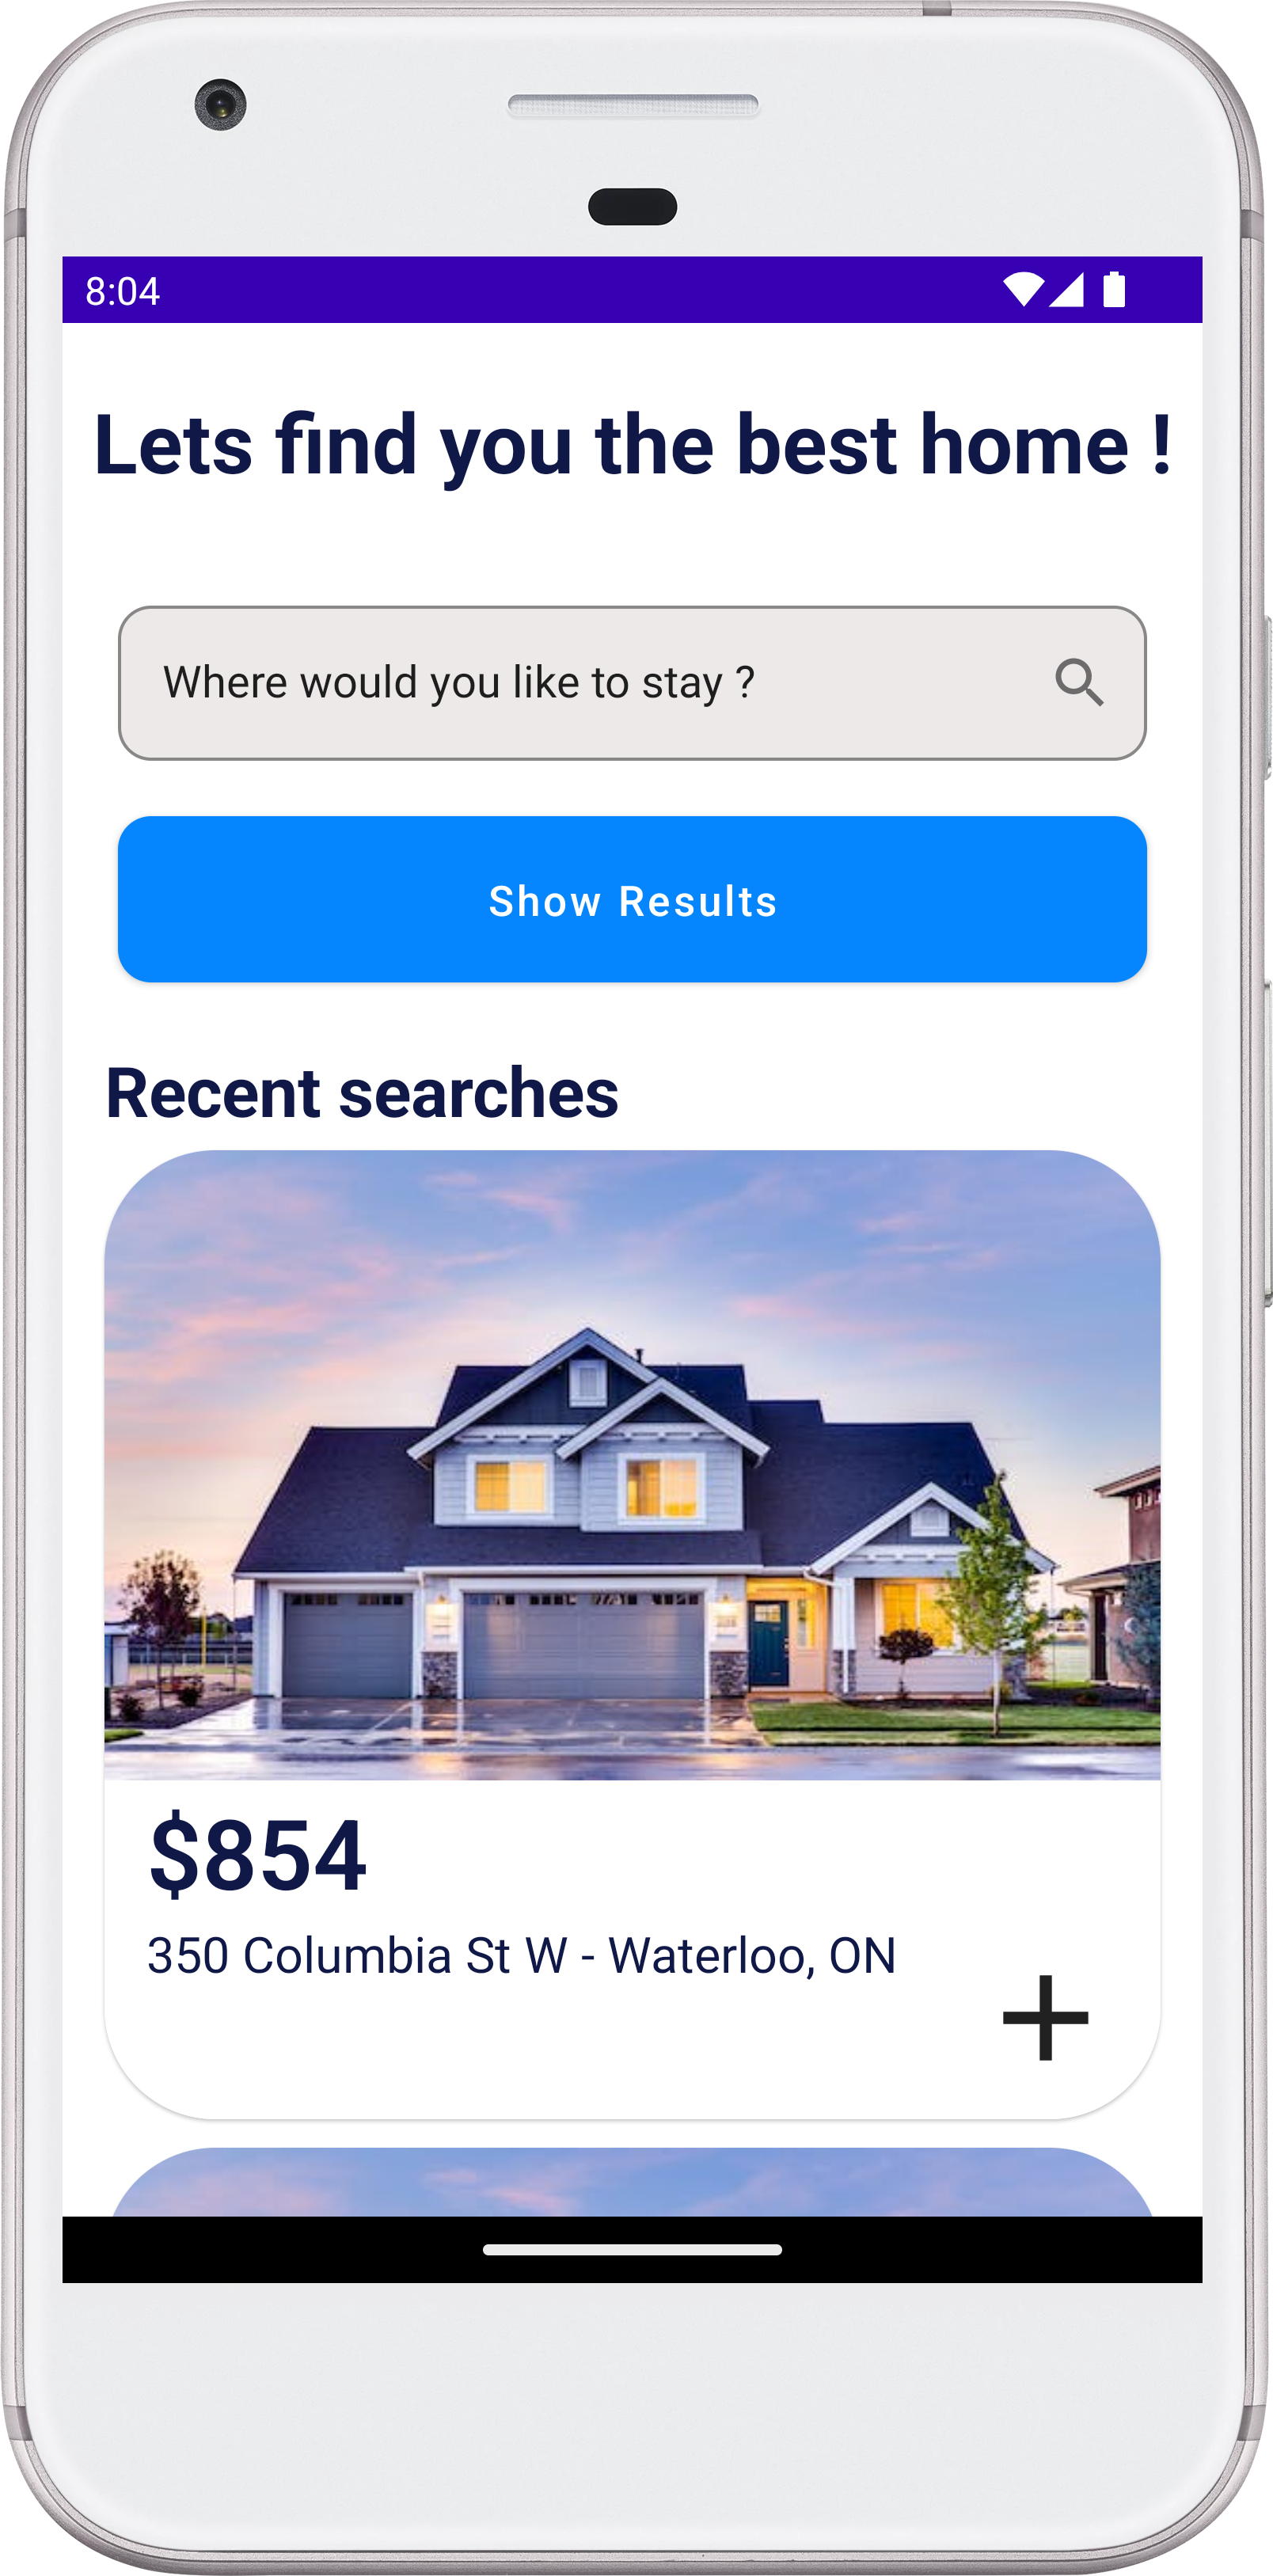 8:04
Lets find you the best home !
Where would you like to stay ?
Show Results
Recent searches
$854
350 Columbia St W - Waterloo, ON